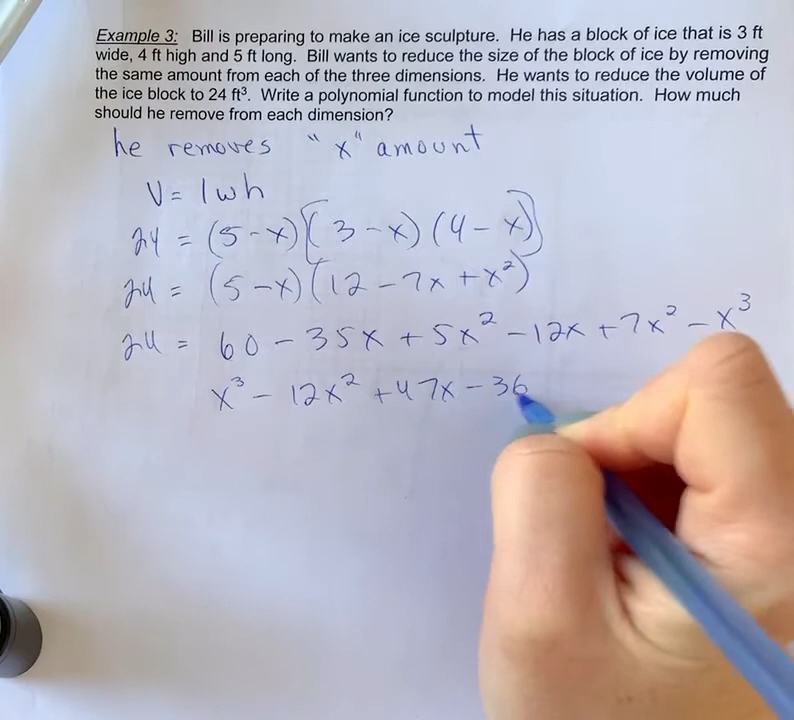 Example 3: Bill is preparing to make an ice sculpture. He has a block of ice that is 3 ft
wide, 4 ft high and 5 ft long. Bill wants to reduce the size of the block of ice by removing
the same amount from each of the three dimensions. He wants to reduce the volume of
the ice block to 24 ft³. Write a polynomial function to model this situation. How much
should he remove from each dimension?
he removes "x" amount
V = lwh
24 = (5-x)[(3-x)(4-x)]
24 = (5-x)(12-7x+x²)
24 = 60-35x+5x²-12x+7x²-x³
x³-12x²+47x-36